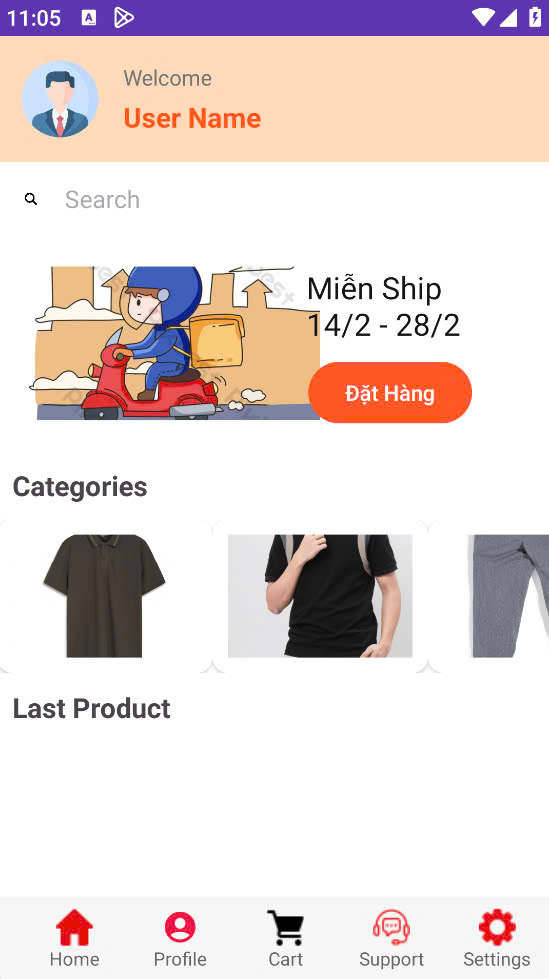 11:05
A
Welcome
User Name
Search
Miễn Ship
14/2 - 28/2
Đặt Hàng
Categories
Last Product
Home
Profile
Cart
Support
Settings